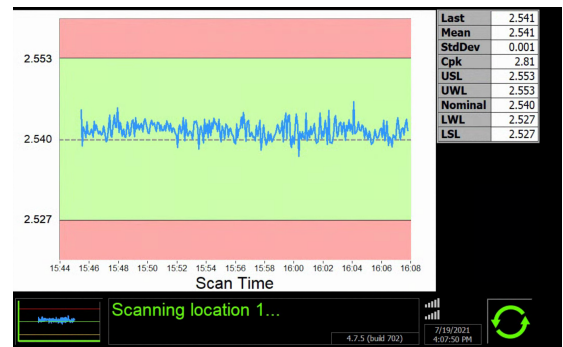 2.553
2.540
2.527
15:44 15:46 15:48 15:50 15:52 15:54 15:56 15:58 16:00 16:02 16:04 16:06 16:08
Scan Time
Last 2.541
Mean 2.541
StdDev 0.001
Cpk 2.81
USL 2.553
UWL 2.553
Nominal 2.540
LWL 2.527
LSL 2.527
Scanning location 1...
4.7.5 (build 702)
7/19/2021
4:07:50 PM